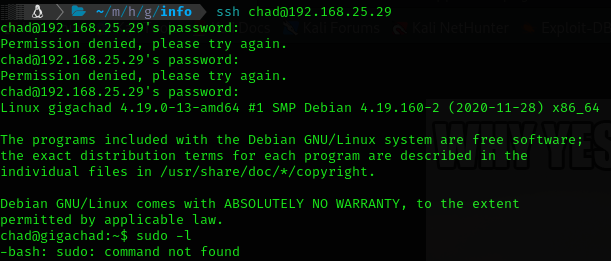 ~/m/h/g/info ssh chad@192.168.25.29
chad@192.168.25.29's password:
Permission denied, please try again.
chad@192.168.25.29's password:
Permission denied, please try again.
chad@192.168.25.29's password:
Linux gigachad 4.19.0-13-amd64 #1 SMP Debian 4.19.160-2 (2020-11-28) x86_64
The programs included with the Debian GNU/Linux system are free software;
the exact distribution terms for each program are described in the
individual files in /usr/share/doc/*/copyright.
Debian GNU/Linux comes with ABSOLUTELY NO WARRANTY, to the extent
permitted by applicable law.
chad@gigachad:~$ sudo -l
-bash: sudo: command not found
WHY YES